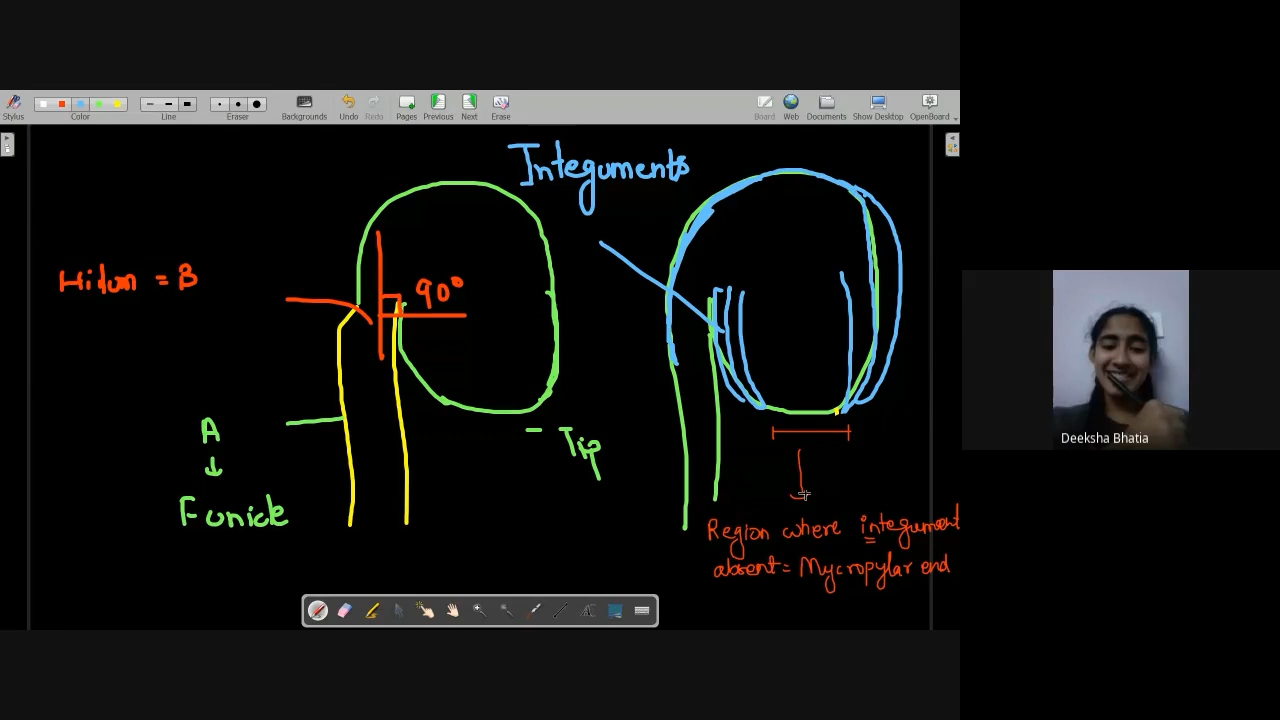 Stylus
Color
Line
Eraser
Backgrounds
Undo
Redo
Pages
Previous
Next
Erase
Board
Web
Documents
Show Desktop
OpenBoard
Integuments
Hilum = B
90°
A
Funicle
- Tip
Region where integument
absent = Mycropylar end
Deeksha Bhatia